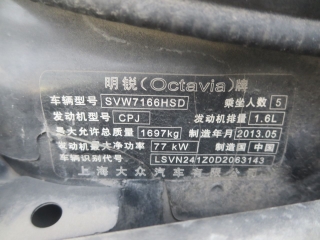 明锐(Octavia)牌
车辆型号 SVW7166HSD 乘坐人数 5
发动机型号 CPJ 发动机排量 1.6L
最大允许总质量 1697kg 制造年月 2013.05
发动机最大净功率 77 kW 制造国 中国
车辆识别代号 LSVN241Z0D2063143
上海大众汽车有限公司